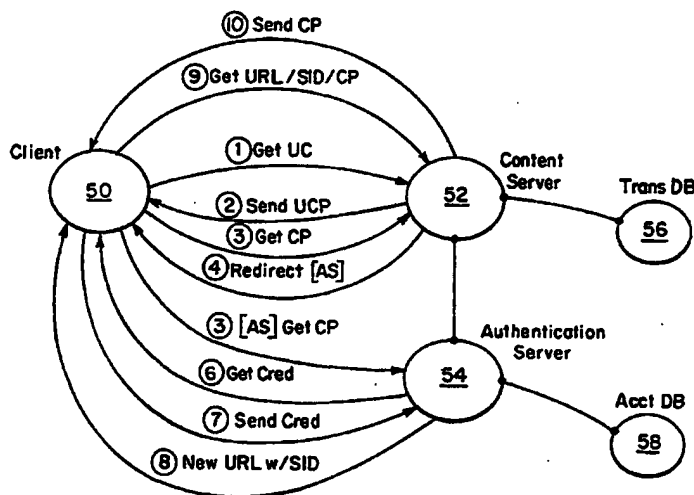 ⑩ Send CP
⑨ Get URL/SID/CP
Client
① Get UC
Content
Server
50
52
Trans DB
② Send UCP
56
③ Get CP
④ Redirect [AS]
③ [AS] Get CP
Authentication
Server
⑥ Get Cred
54
⑦ Send Cred
Acct DB
⑧ New URL w/SID
58